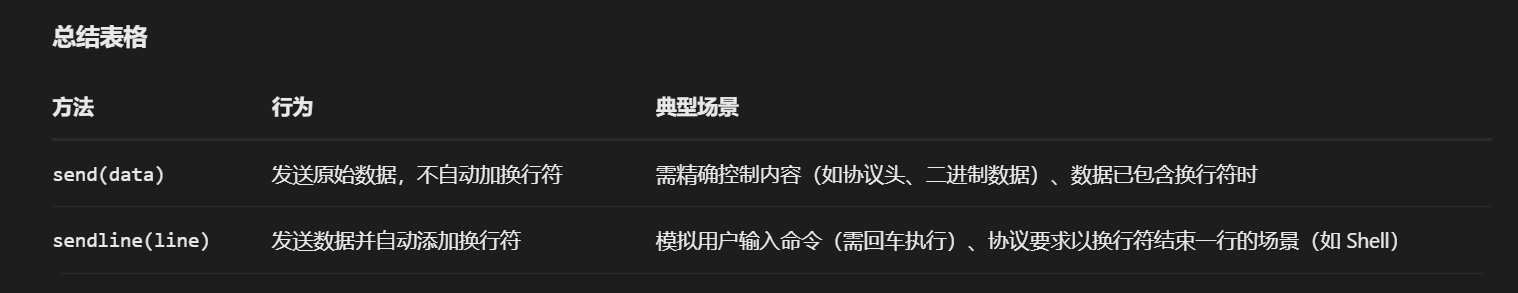 总结表格
方法 行为 典型场景
send(data) 发送原始数据，不自动加换行符 需精确控制内容（如协议头、二进制数据）、数据已包含换行符时
sendline(line) 发送数据并自动添加换行符 模拟用户输入命令（需回车执行）、协议要求以换行符结束一行的场景（如 Shell）